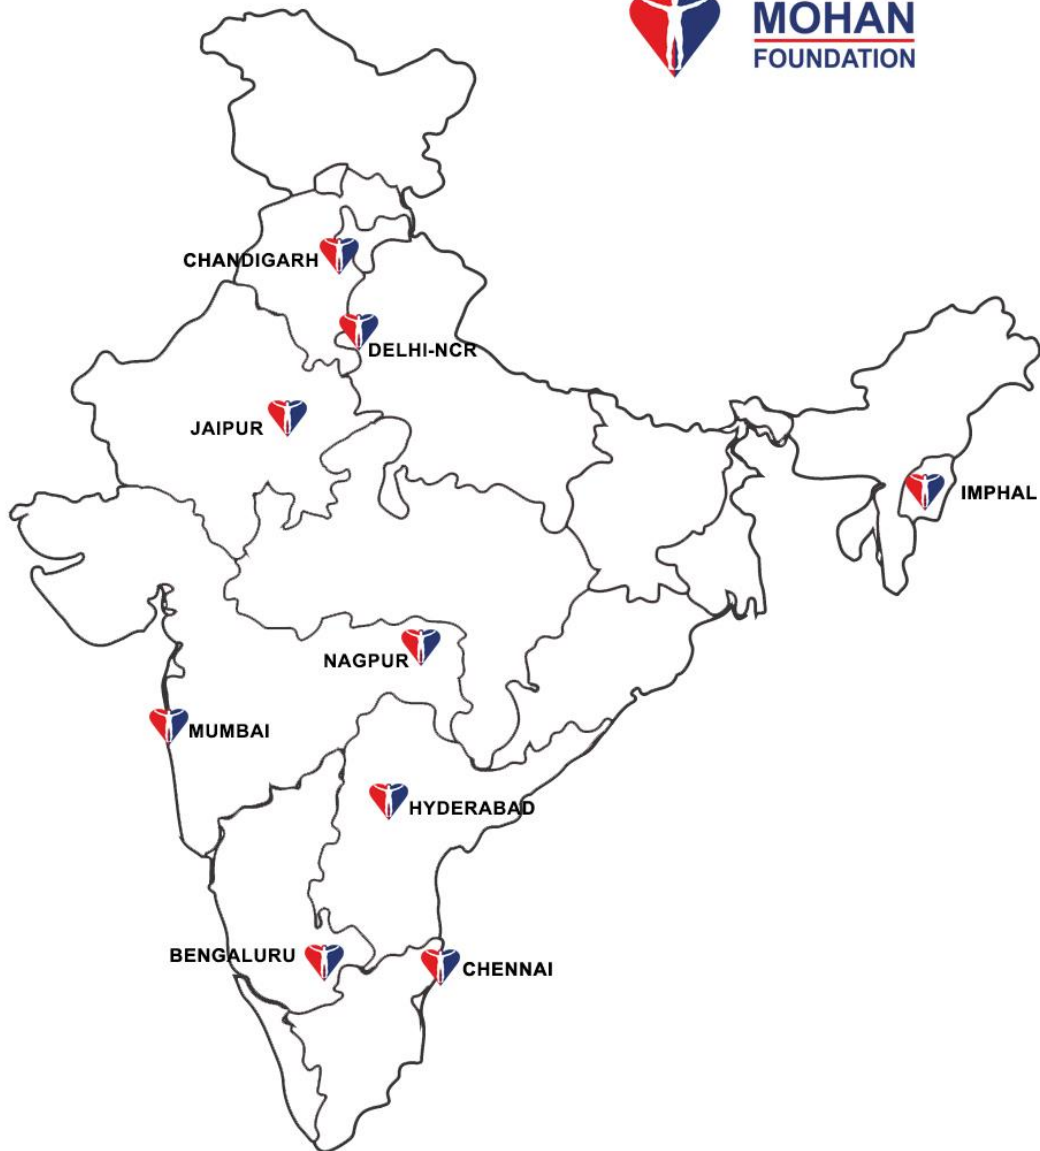 MOHAN
FOUNDATION
CHANDIGARH
DELHI-NCR
JAIPUR
IMPHAL
NAGPUR
MUMBAI
HYDERABAD
BENGALURU
CHENNAI